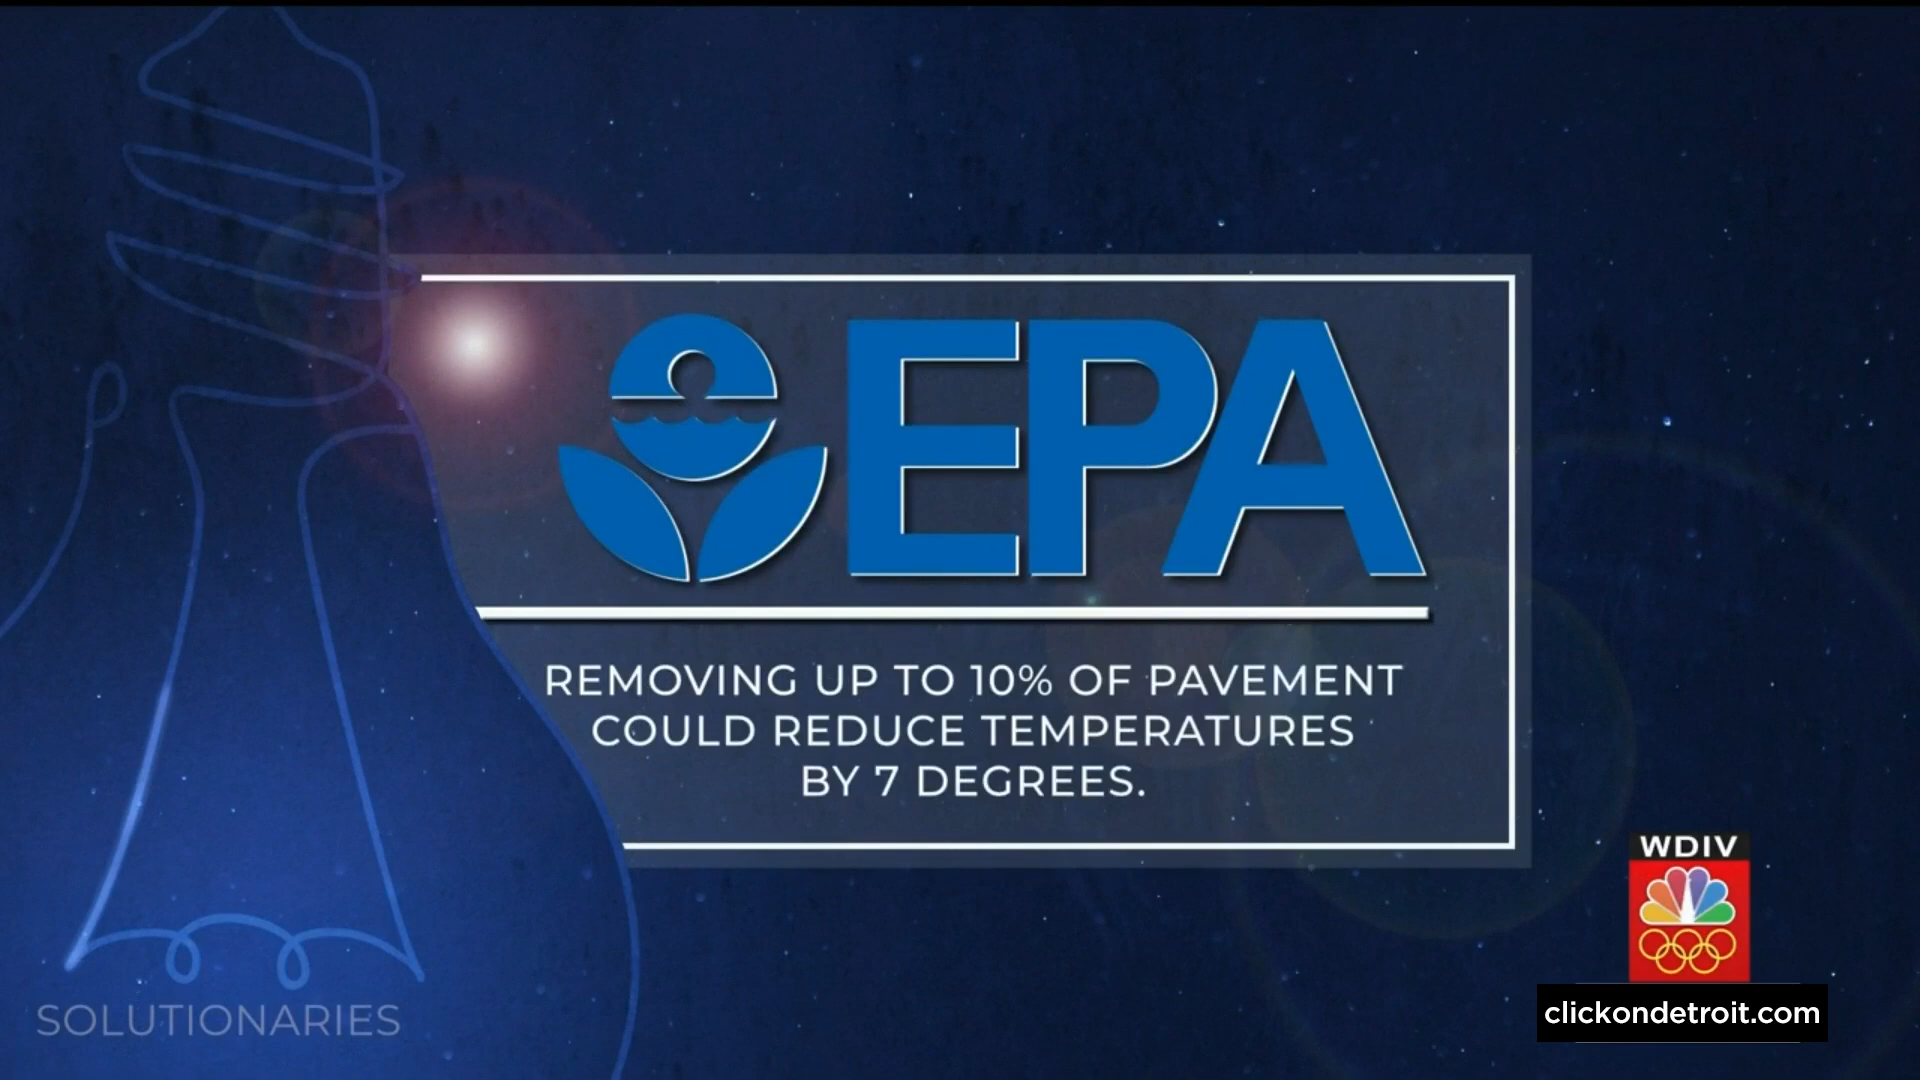 EPA
REMOVING UP TO 10% OF PAVEMENT
COULD REDUCE TEMPERATURES
BY 7 DEGREES.
WDIV
clickondetroit.com
SOLUTIONARIES